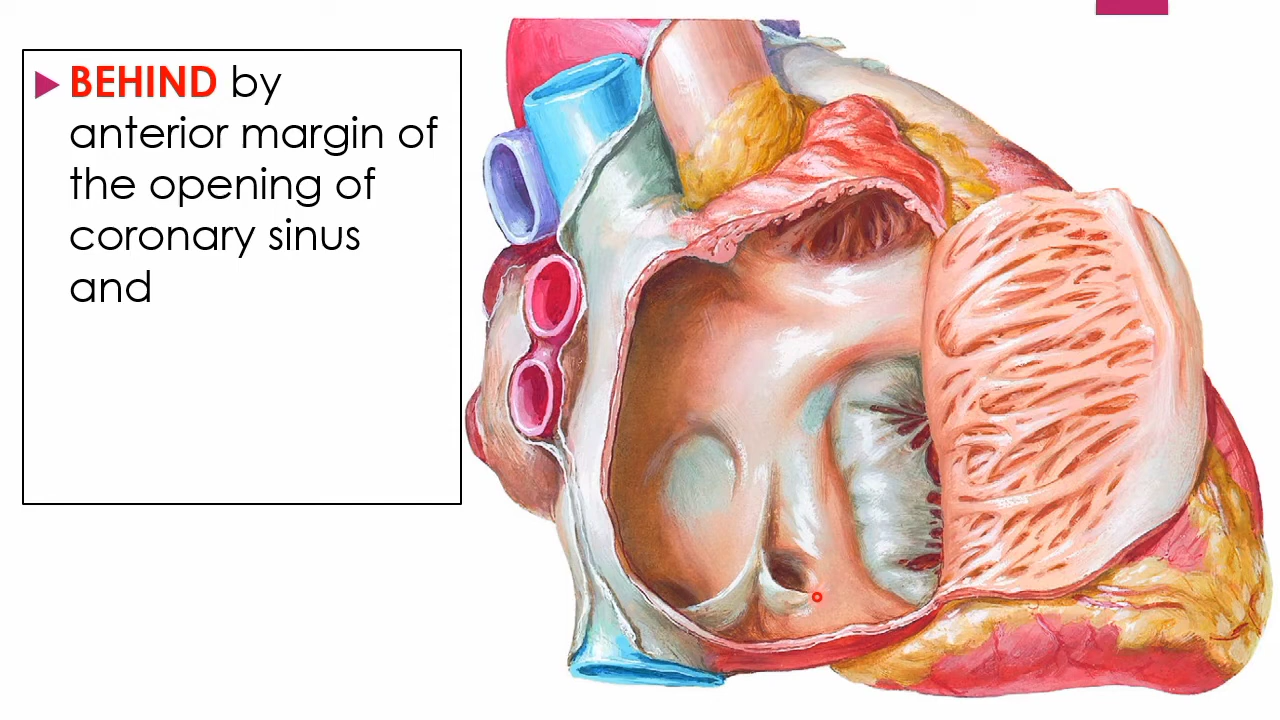 BEHIND by
anterior margin of
the opening of
coronary sinus
and